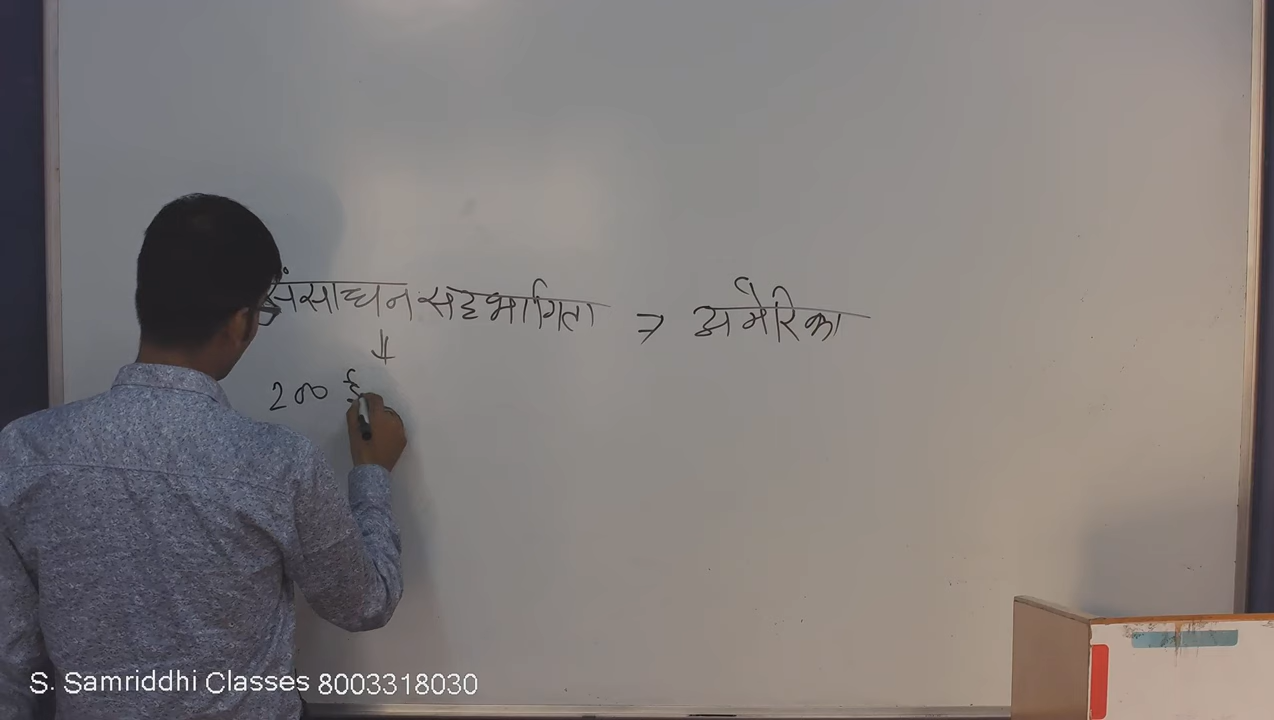 संसाधन सहभागिता ⇒ अमेरिका
⇓
200 ई
S. Samriddhi Classes 8003318030